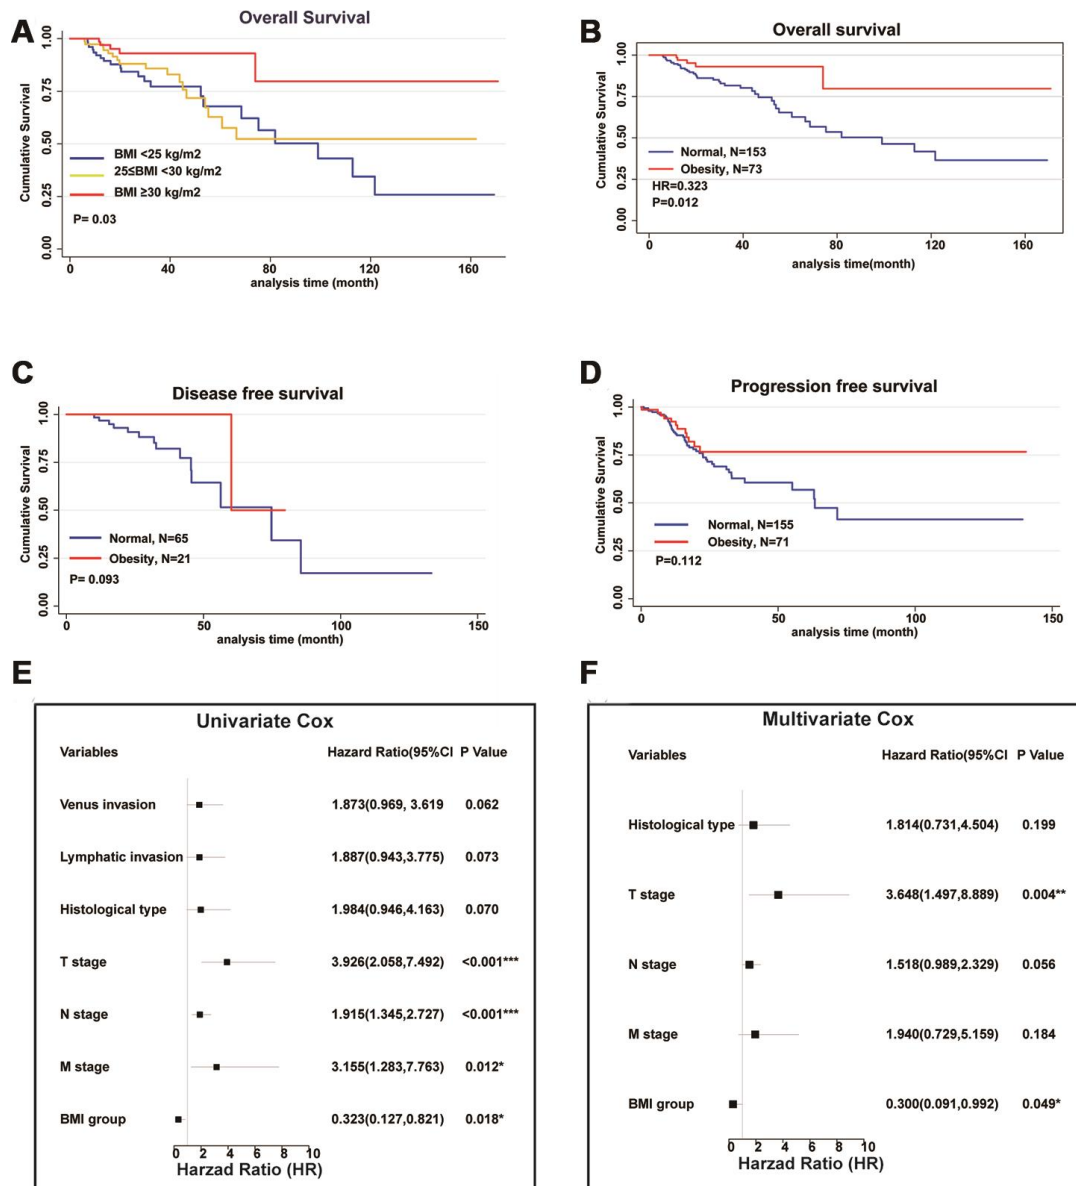 A
Overall Survival
Cumulative Survival
1.00
0.75
0.50
0.25
0.00
BMI <25 kg/m2
25≤BMI <30 kg/m2
BMI ≥30 kg/m2
P= 0.03
0 40 80 120 160
analysis time (month)
B
Overall survival
Cumulative Survival
1.00
0.75
0.50
0.25
0.00
Normal, N=153
Obesity, N=73
HR=0.323
P=0.012
0 40 80 120 160
analysis time(month)
C
Disease free survival
Cumulative Survival
1.00
0.75
0.50
0.25
0.00
Normal, N=65
Obesity, N=21
P= 0.093
0 50 100 150
analysis time (month)
D
Progression free survival
Cumulative Survival
1.00
0.75
0.50
0.25
0.00
Normal, N=155
Obesity, N=71
P=0.112
0 50 100 150
analysis time (month)
E
Univariate Cox
Variables Hazard Ratio(95%CI P Value
Venus invasion 1.873(0.969, 3.619 0.062
Lymphatic invasion 1.887(0.943,3.775) 0.073
Histological type 1.984(0.946,4.163) 0.070
T stage 3.926(2.058,7.492) <0.001***
N stage 1.915(1.345,2.727) <0.001***
M stage 3.155(1.283,7.763) 0.012*
BMI group 0.323(0.127,0.821) 0.018*
0 2 4 6 8 10
Harzad Ratio (HR)
F
Multivariate Cox
Variables Hazard Ratio(95%CI P Value
Histological type 1.814(0.731,4.504) 0.199
T stage 3.648(1.497,8.889) 0.004**
N stage 1.518(0.989,2.329) 0.056
M stage 1.940(0.729,5.159) 0.184
BMI group 0.300(0.091,0.992) 0.049*
0 2 4 6 8 10
Harzad Ratio (HR)